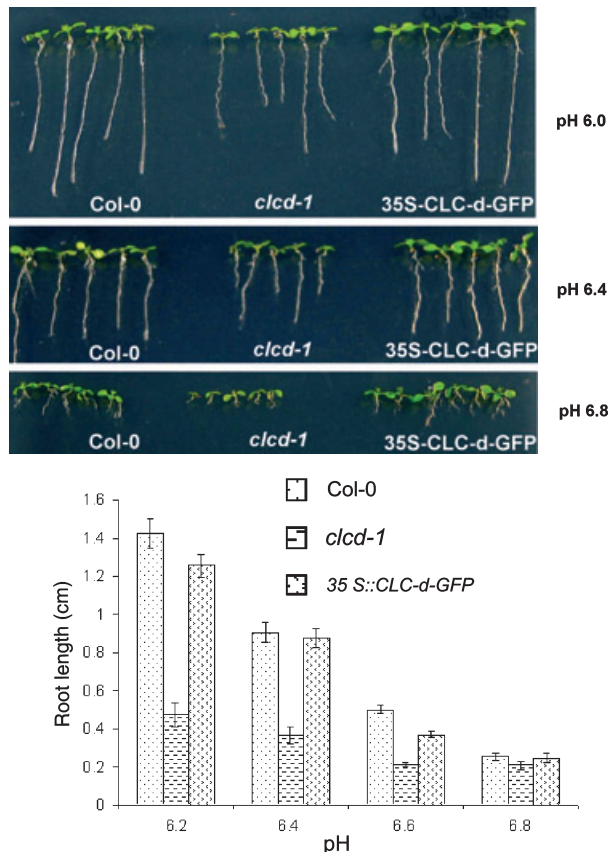 pH 6.0
Col-0 clcd-1 35S-CLC-d-GFP
pH 6.4
Col-0 clcd-1 35S-CLC-d-GFP
pH 6.8
Col-0 clcd-1 35S-CLC-d-GFP
Col-0
clcd-1
35 S::CLC-d-GFP
Root length (cm)
1.6
1.4
1.2
1
0.8
0.6
0.4
0.2
0
6.2 6.4 6.6 6.8
pH